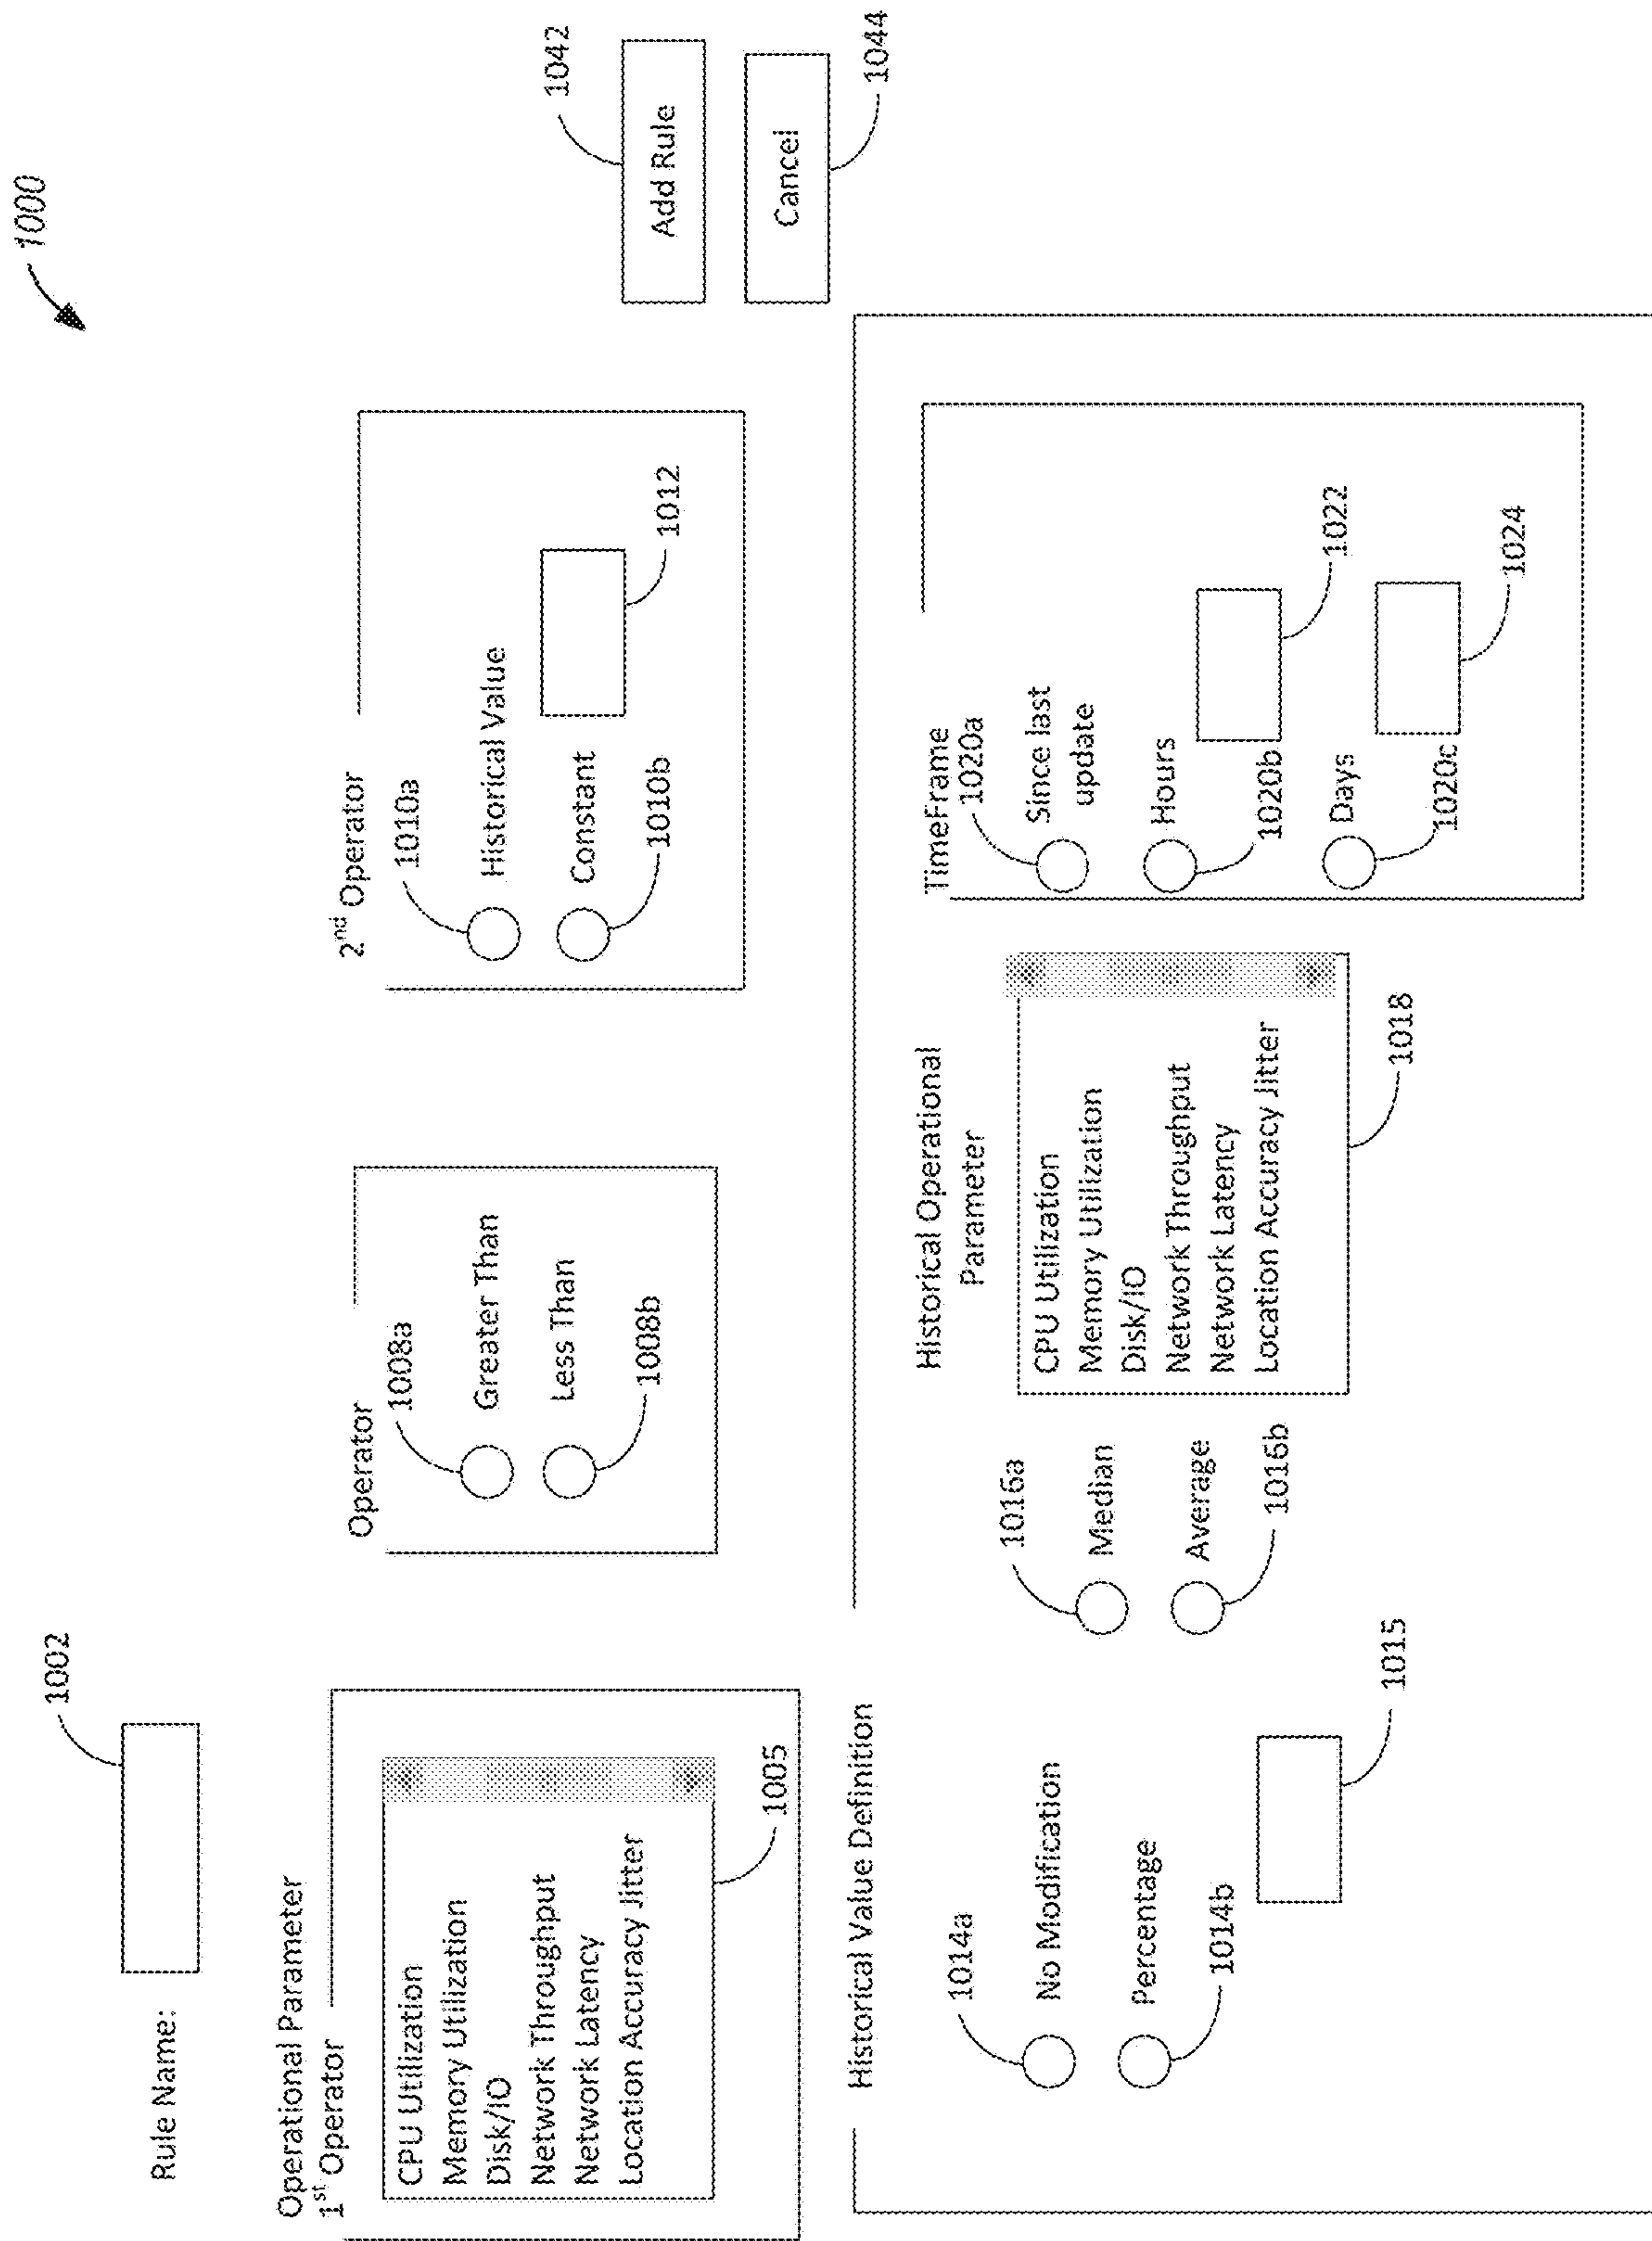 1000
Rule Name:
1002
Operational Parameter
1st Operator
CPU Utilization
Memory Utilization
Disk/IO
Network Throughput
Network Latency
Location Accuracy Jitter
1005
Operator
1008a
Greater Than
Less Than
1008b
2nd Operator
1010a
Historical Value
Constant
1010b
1012
Add Rule
1042
Cancel
1044
Historical Value Definition
1014a
No Modification
Percentage
1014b
1015
1016a
Median
Average
1016b
Historical Operational
Parameter
CPU Utilization
Memory Utilization
Disk/IO
Network Throughput
Network Latency
Location Accuracy Jitter
1018
TimeFrame
1020a
Since last
update
Hours
1020b
1022
Days
1020c
1024